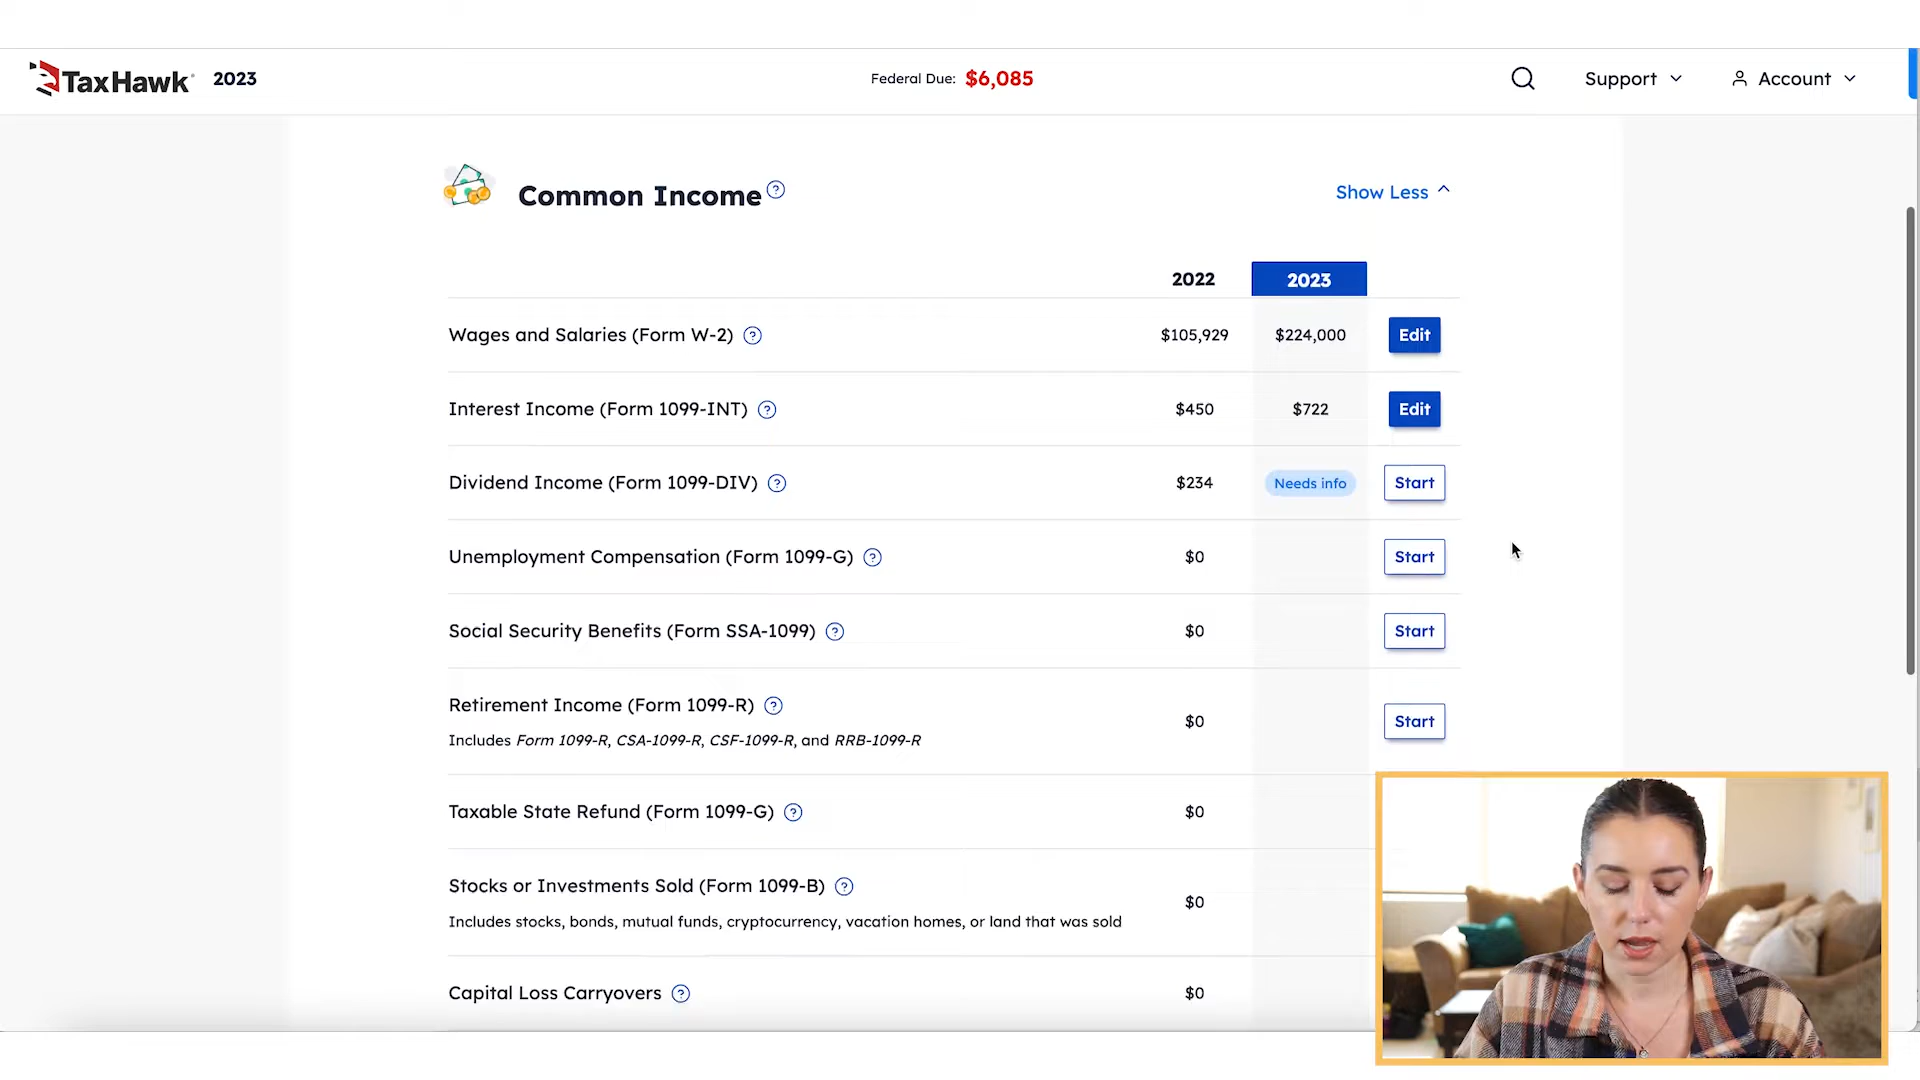 TaxHawk 2023 Federal Due: $6,085 Support Account
Common Income ? Show Less
2022 2023
Wages and Salaries (Form W-2) ? $105,929 $224,000 Edit
Interest Income (Form 1099-INT) ? $450 $722 Edit
Dividend Income (Form 1099-DIV) ? $234 Needs info Start
Unemployment Compensation (Form 1099-G) ? $0 Start
Social Security Benefits (Form SSA-1099) ? $0 Start
Retirement Income (Form 1099-R) ? $0 Start
Includes Form 1099-R, CSA-1099-R, CSF-1099-R, and RRB-1099-R
Taxable State Refund (Form 1099-G) ? $0
Stocks or Investments Sold (Form 1099-B) ? $0
Includes stocks, bonds, mutual funds, cryptocurrency, vacation homes, or land that was sold
Capital Loss Carryovers ? $0